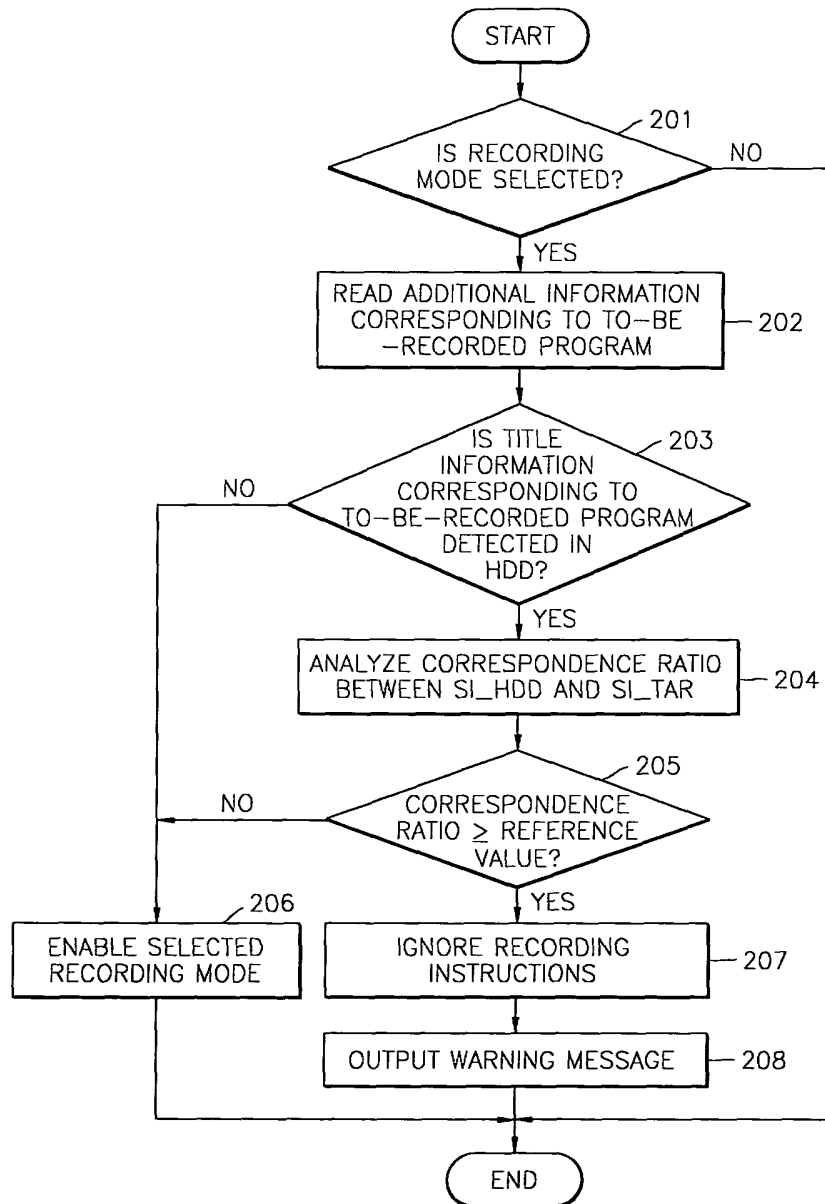 START
201
IS RECORDING
MODE SELECTED?
NO
YES
READ ADDITIONAL INFORMATION
CORRESPONDING TO TO-BE
-RECORDED PROGRAM
202
203
IS TITLE
INFORMATION
CORRESPONDING TO
TO-BE-RECORDED PROGRAM
DETECTED IN
HDD?
NO
YES
ANALYZE CORRESPONDENCE RATIO
BETWEEN SI_HDD AND SI_TAR
204
205
CORRESPONDENCE
RATIO ≥ REFERENCE
VALUE?
NO
YES
206
ENABLE SELECTED
RECORDING MODE
IGNORE RECORDING
INSTRUCTIONS
207
OUTPUT WARNING MESSAGE
208
END